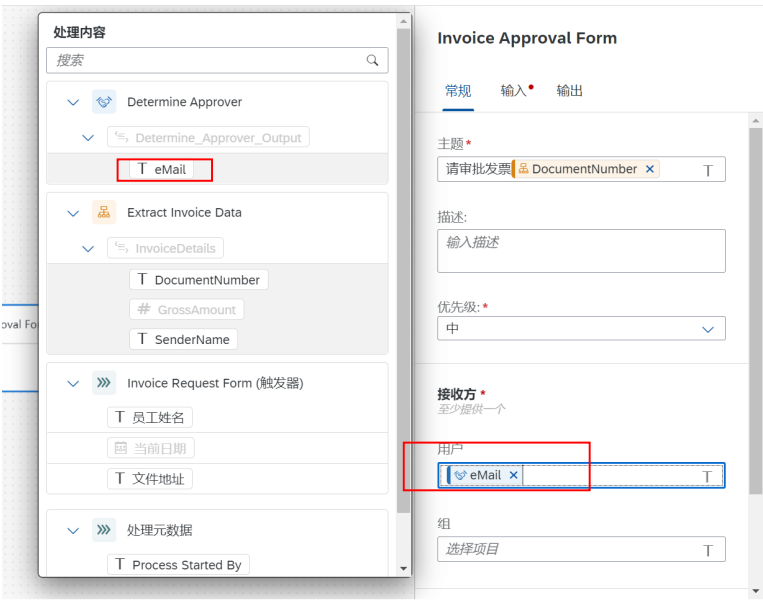 处理内容
搜索
Determine Approver
Determine_Approver_Output
eMail
Extract Invoice Data
InvoiceDetails
DocumentNumber
GrossAmount
SenderName
Invoice Request Form (触发器)
员工姓名
当前日期
文件地址
处理元数据
Process Started By
oval Fo
Invoice Approval Form
常规 输入 输出
主题*
请审批发票 DocumentNumber
描述:
输入描述
优先级:*
中
接收方*
至少提供一个
用户
eMail
组
选择项目